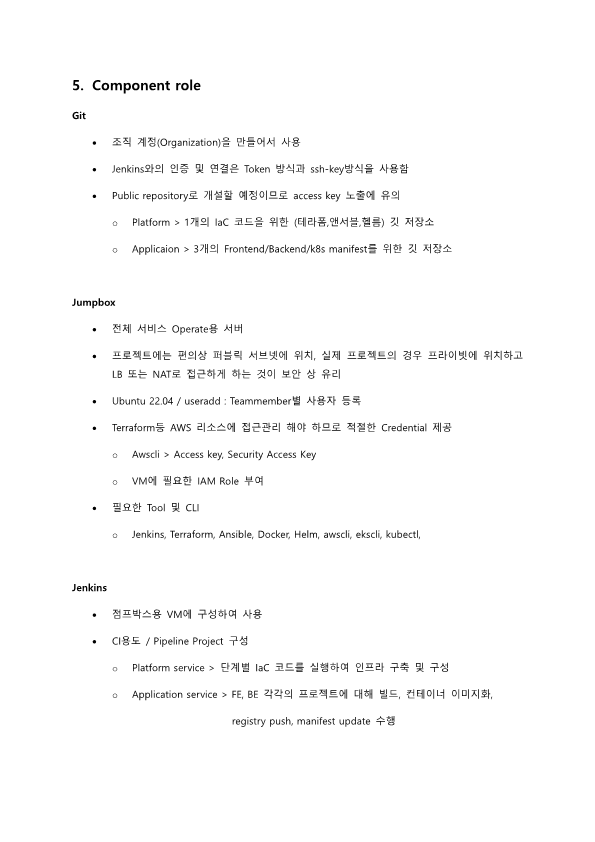 5. Component role
Git
• 조직 계정(Organization)을 만들어서 사용
• Jenkins와의 인증 및 연결은 Token 방식과 ssh-key방식을 사용함
• Public repository로 개설할 예정이므로 access key 노출에 유의
o Platform > 1개의 IaC 코드을 위한 (테라폼,앤서블,헬름) 깃 저장소
o Applicaion > 3개의 Frontend/Backend/k8s manifest를 위한 깃 저장소
Jumpbox
• 전체 서비스 Operate용 서버
• 프로젝트에는 편의상 퍼블릭 서브넷에 위치, 실제 프로젝트의 경우 프라이빗에 위치하고
LB 또는 NAT로 접근하게 하는 것이 보안 상 유리
• Ubuntu 22.04 / useradd : Teammember별 사용자 등록
• Terraform등 AWS 리소스에 접근관리 해야 하므로 적절한 Credential 제공
o Awscli > Access key, Security Access Key
o VM에 필요한 IAM Role 부여
• 필요한 Tool 및 CLI
o Jenkins, Terraform, Ansible, Docker, Helm, awscli, ekscli, kubectl,
Jenkins
• 점프박스용 VM에 구성하여 사용
• CI용도 / Pipeline Project 구성
o Platform service > 단계별 IaC 코드를 실행하여 인프라 구축 및 구성
o Application service > FE, BE 각각의 프로젝트에 대해 빌드, 컨테이너 이미지화,
registry push, manifest update 수행